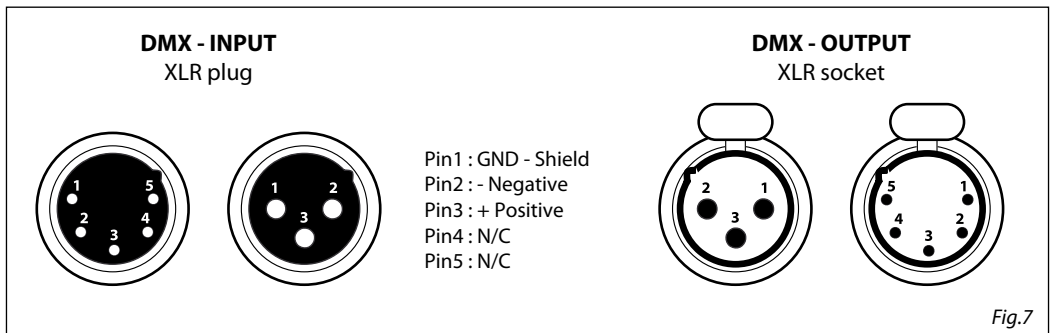 DMX - INPUT
XLR plug
1
5
2
4
3
1
2
3
Pin1 : GND - Shield
Pin2 : - Negative
Pin3 : + Positive
Pin4 : N/C
Pin5 : N/C
DMX - OUTPUT
XLR socket
2
1
3
5
1
4
2
3
Fig.7